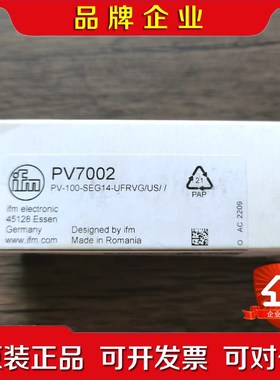 品牌企业
ifm
PV7002
PV-100-SEG14-UFRVG/US/ /
21
PAP
ifm electronic
45128 Essen
Germany
www.ifm.com
Designed by ifm
Made in Romania
O AC 2209
原装正品 可开发票 可对